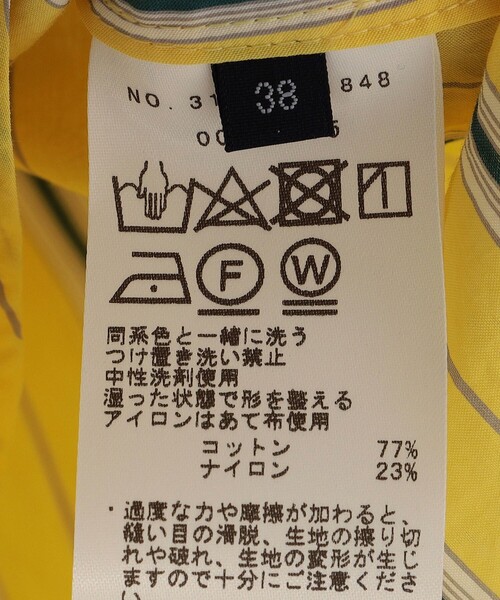 38
NO. 31 848
00 5
F W
同系色と一緒に洗う
つけ置き洗い禁止
中性洗剤使用
湿った状態で形を整える
アイロンはあて布使用
コットン 77%
ナイロン 23%
・過度な力や摩擦が加わると、
縫い目の滑脱、生地の擦り切
れや破れ、生地の変形が生じ
ますので十分にご注意くださ
い